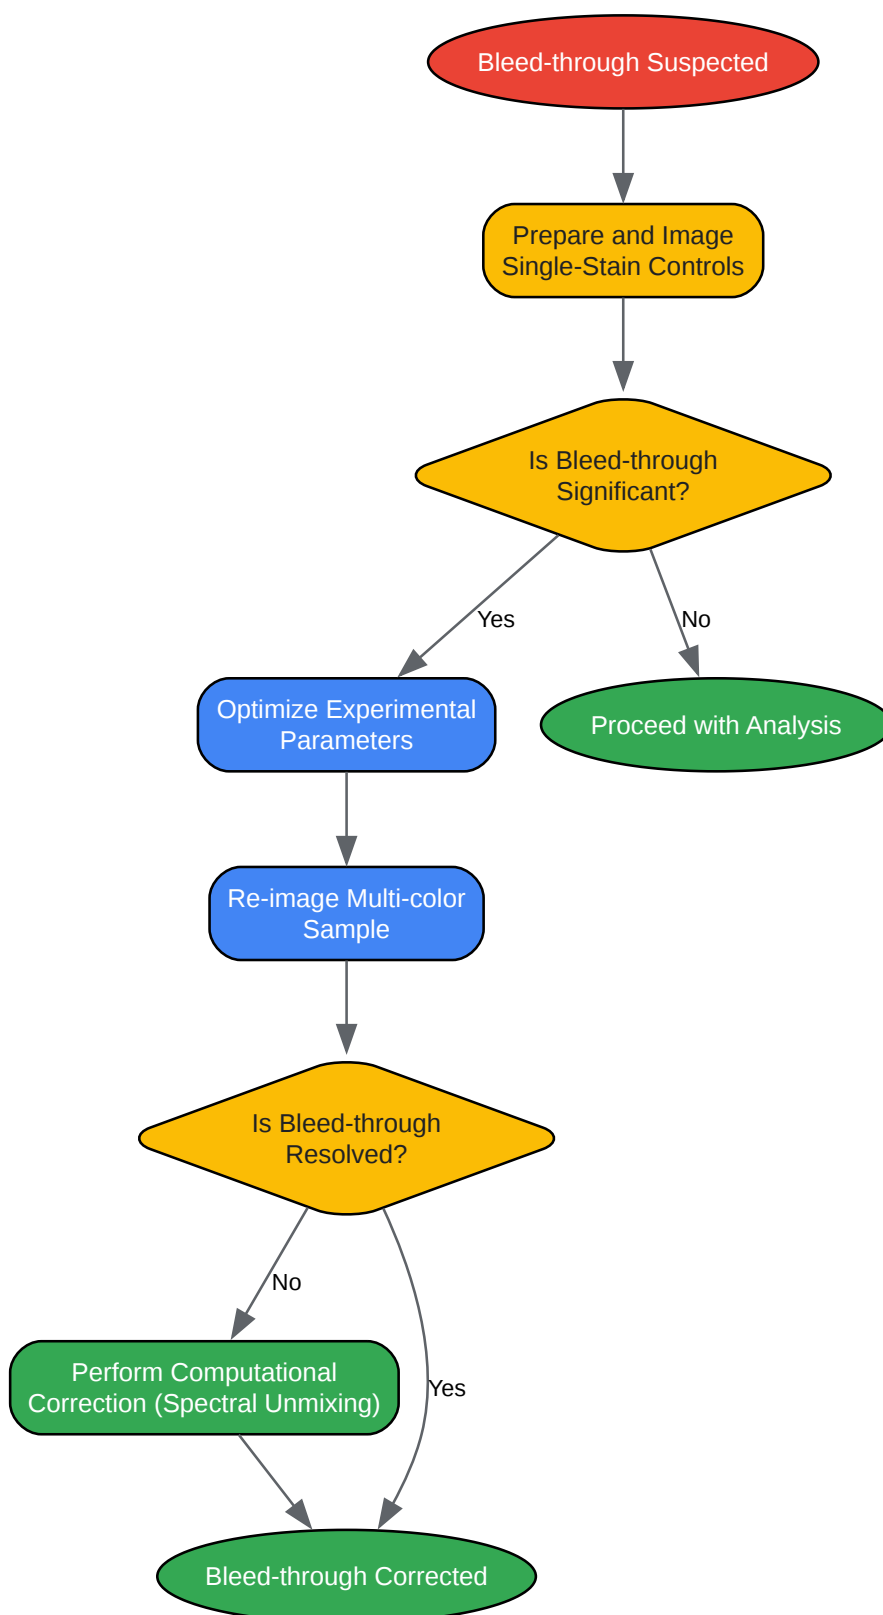 Bleed-through Suspected
Prepare and Image
Single-Stain Controls
Is Bleed-through
Significant?
Yes
No
Optimize Experimental
Parameters
Proceed with Analysis
Re-image Multi-color
Sample
Is Bleed-through
Resolved?
No
Yes
Perform Computational
Correction (Spectral Unmixing)
Bleed-through Corrected